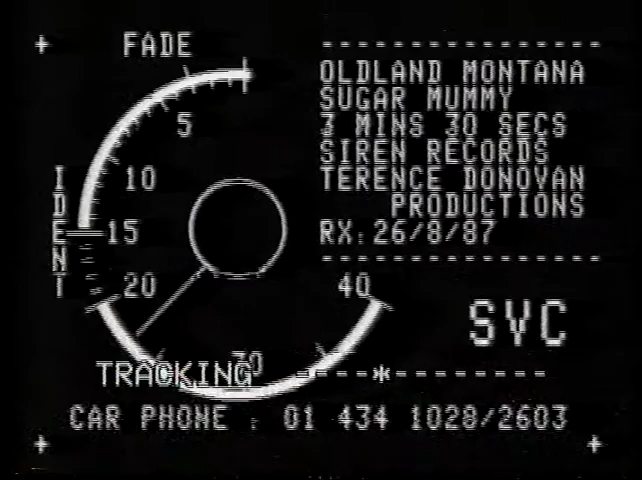 FADE
OLDLAND MONTANA
SUGAR MUMMY
3 MINS 30 SECS
SIREN RECORDS
TERENCE DONOVAN
PRODUCTIONS
RX: 26/8/87
IDENT
5
10
15
20
30
40
SVC
TRACKING ----*--------
CAR PHONE : 01 434 1028/2603